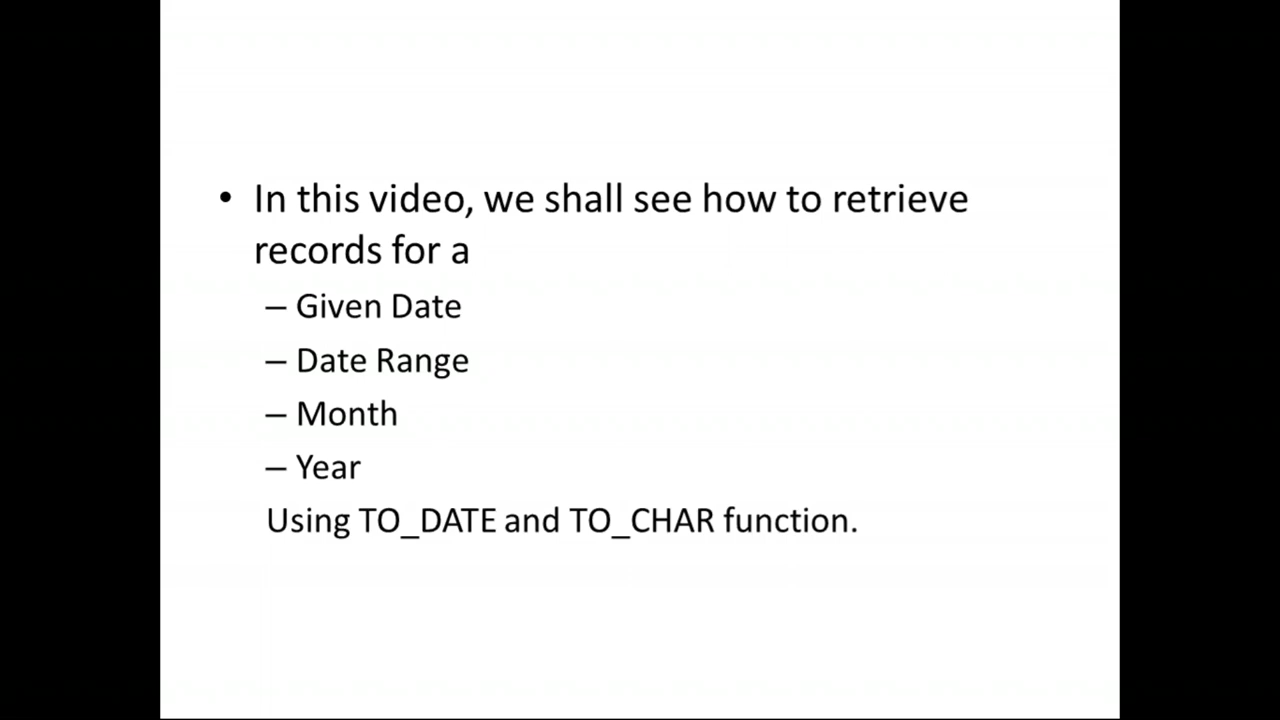 • In this video, we shall see how to retrieve
records for a
– Given Date
– Date Range
– Month
– Year
Using TO_DATE and TO_CHAR function.